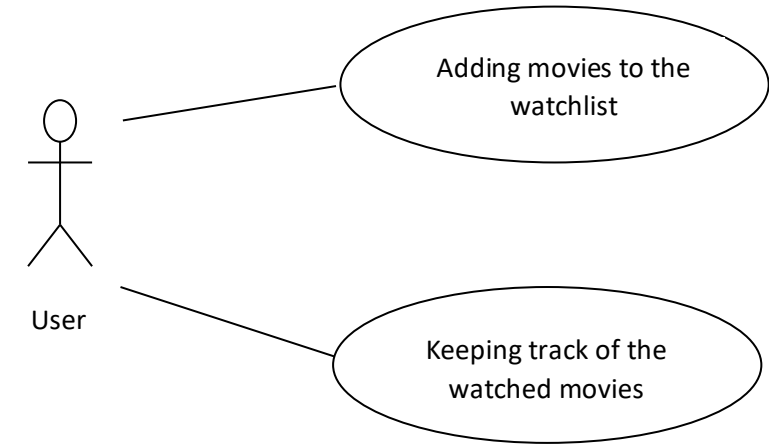 Adding movies to the
watchlist
User
Keeping track of the
watched movies